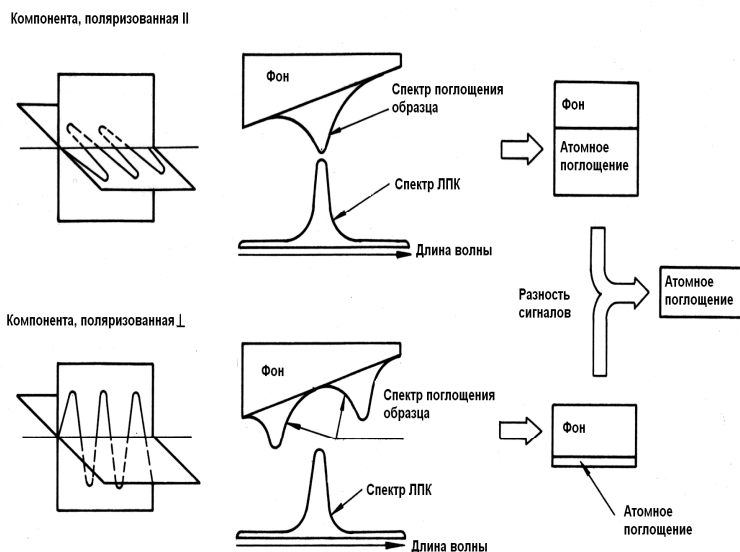 Компонента, поляризованная II
Фон
Спектр поглощения
образца
Спектр ЛПК
Длина волны
Фон
Атомное
поглощение
Разность
сигналов
Атомное
поглощение
Компонента, поляризованная ⊥
Фон
Спектр поглощения
образца
Спектр ЛПК
Длина волны
Фон
Атомное
поглощение